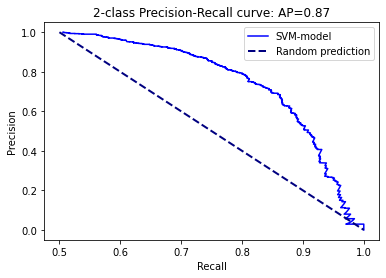 2-class Precision-Recall curve: AP=0.87
SVM-model
Random prediction
Precision
1.0
0.8
0.6
0.4
0.2
0.0
0.5 0.6 0.7 0.8 0.9 1.0
Recall